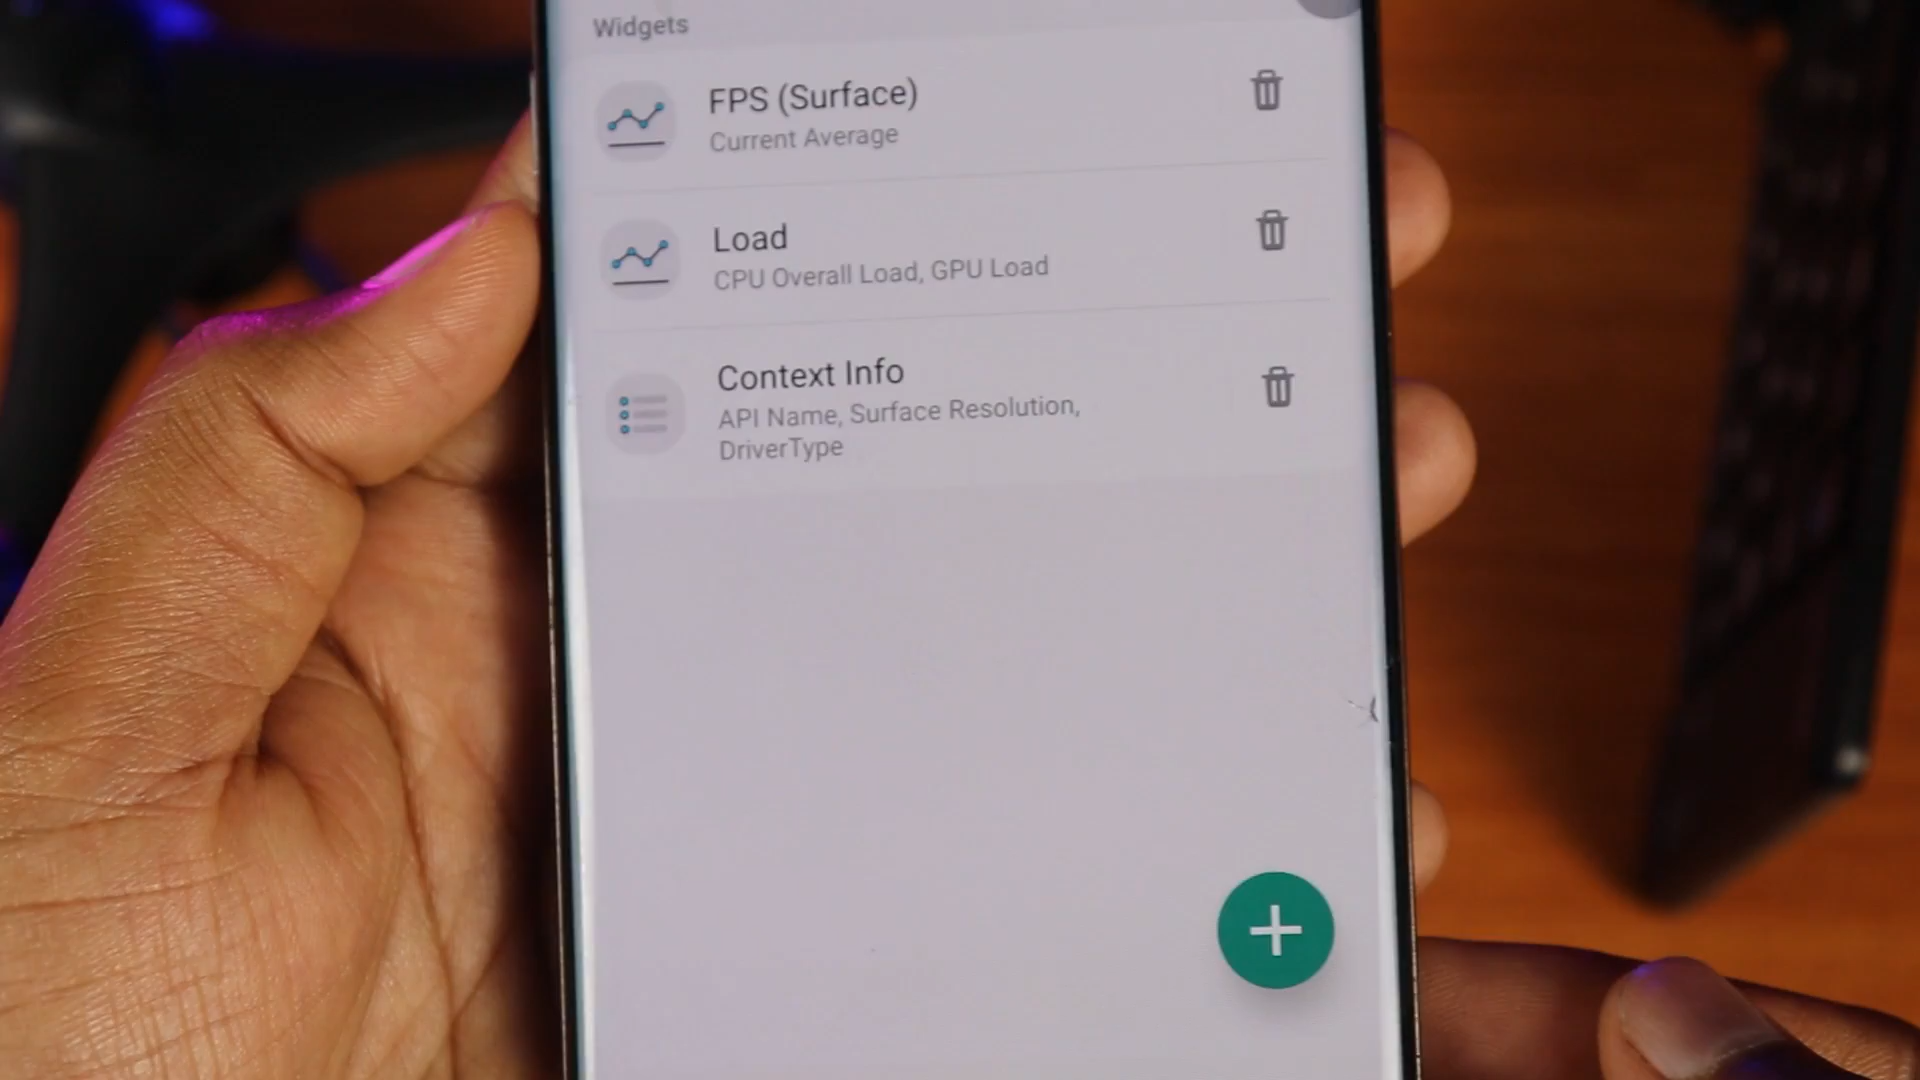 Widgets
FPS (Surface)
Current Average
Load
CPU Overall Load, GPU Load
Context Info
API Name, Surface Resolution,
DriverType